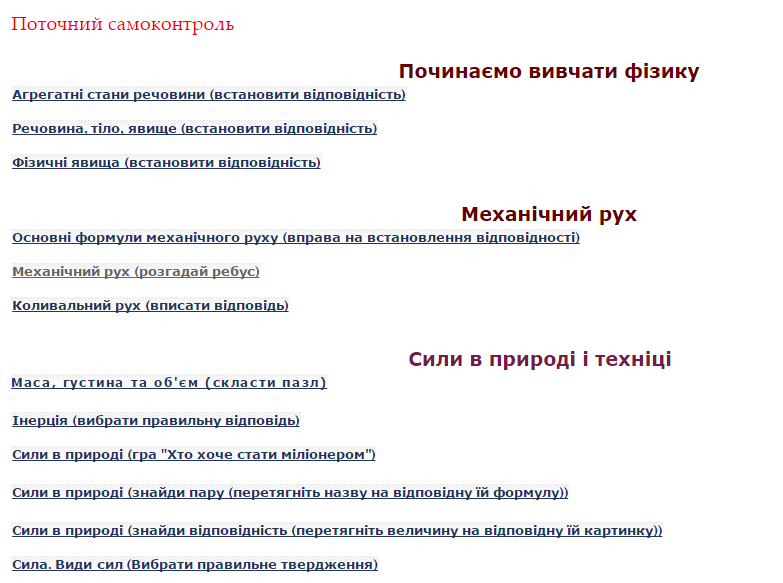 Поточний самоконтроль
Починаємо вивчати фізику
Агрегатні стани речовини (встановити відповідність)
Речовина, тіло, явище (встановити відповідність)
Фізичні явища (встановити відповідність)
Механічний рух
Основні формули механічного руху (вправа на встановлення відповідності)
Механічний рух (розгадай ребус)
Коливальний рух (вписати відповідь)
Сили в природі і техніці
Маса, густина та об'єм (скласти пазл)
Інерція (вибрати правильну відповідь)
Сили в природі (гра "Хто хоче стати міліонером")
Сили в природі (знайди пару (перетягніть назву на відповідну їй формулу))
Сили в природі (знайди відповідність (перетягніть величину на відповідну їй картинку))
Сила. Види сил (Вибрати правильне твердження)